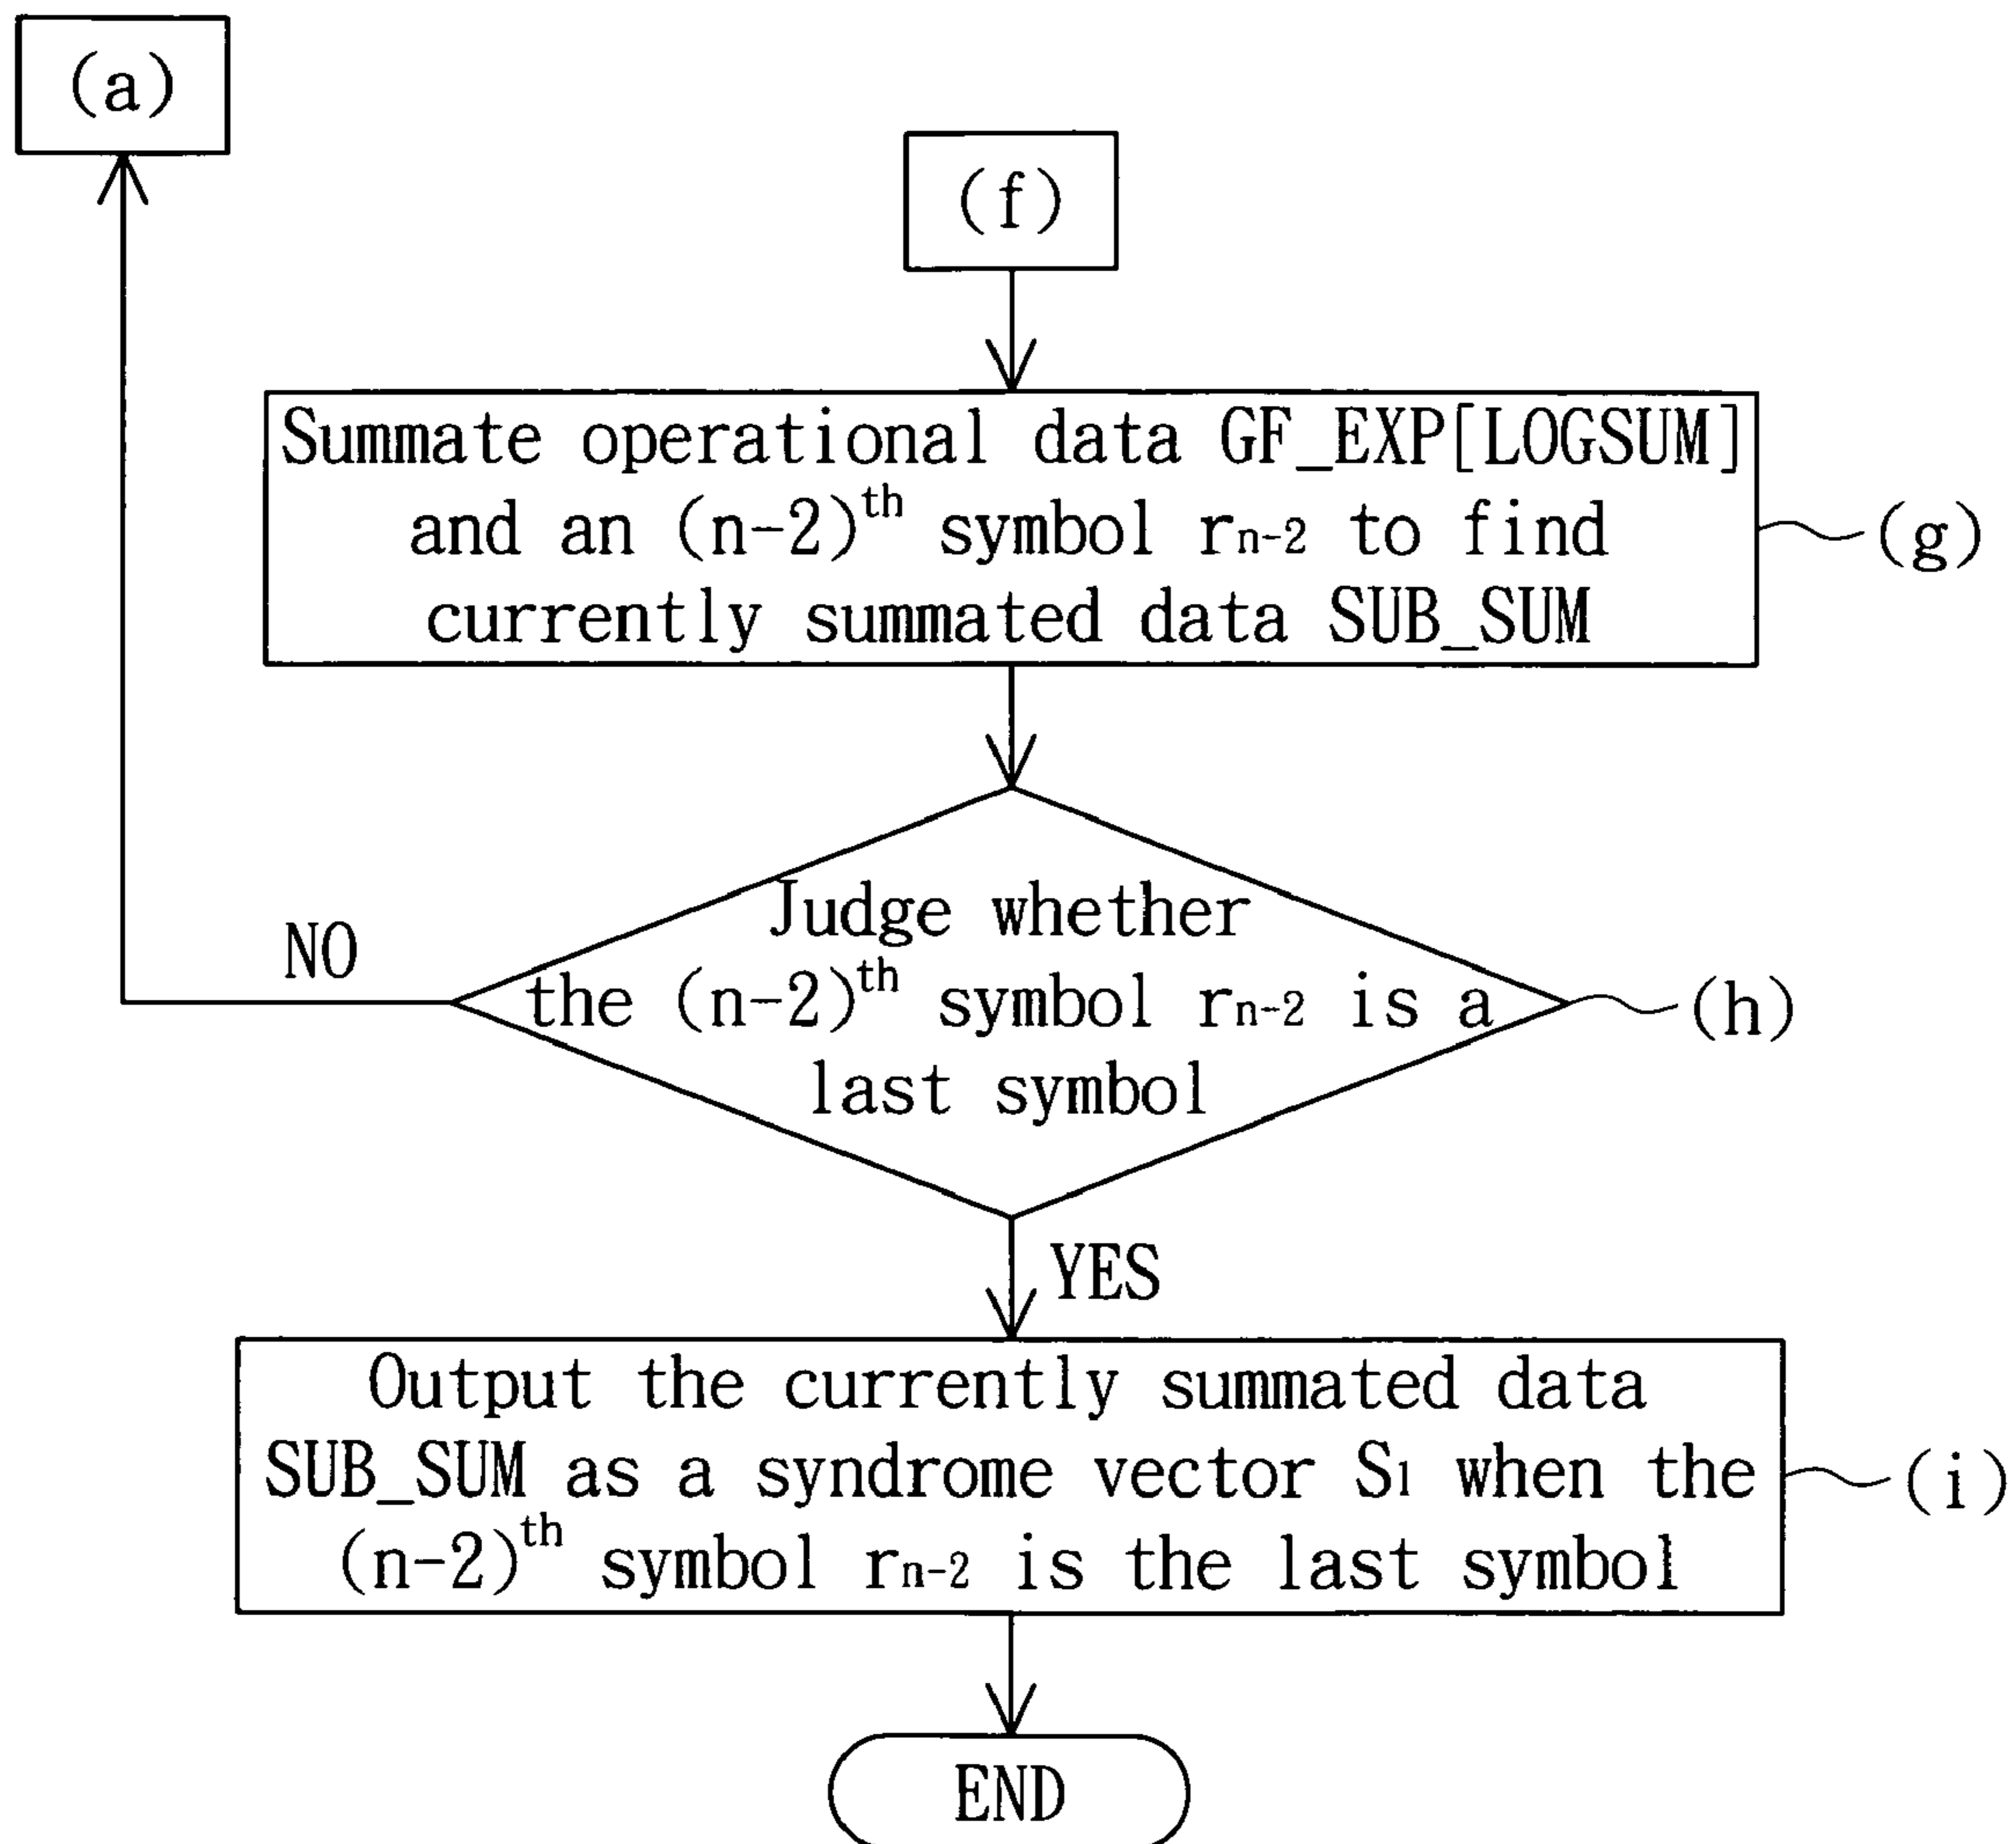 (a)
(f)
Summate operational data GF_EXP[LOGSUM]
and an (n-2)th symbol rn-2 to find
currently summated data SUB_SUM
(g)
Judge whether
the (n-2)th symbol rn-2 is a
last symbol
(h)
NO
YES
Output the currently summated data
SUB_SUM as a syndrome vector S1 when the
(n-2)th symbol rn-2 is the last symbol
(i)
END